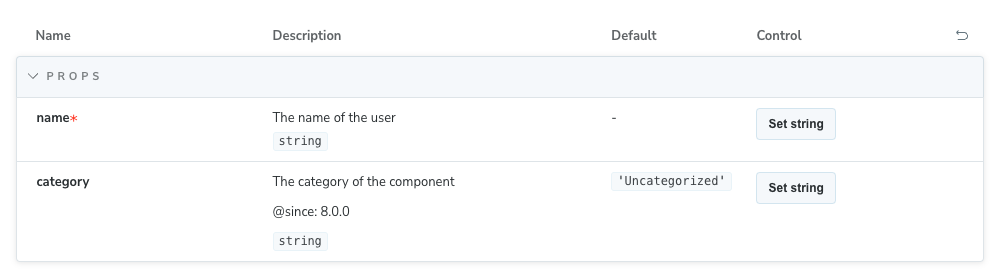 Name Description Default Control
PROPS
name* The name of the user - Set string
string
category The category of the component 'Uncategorized' Set string
@since: 8.0.0
string